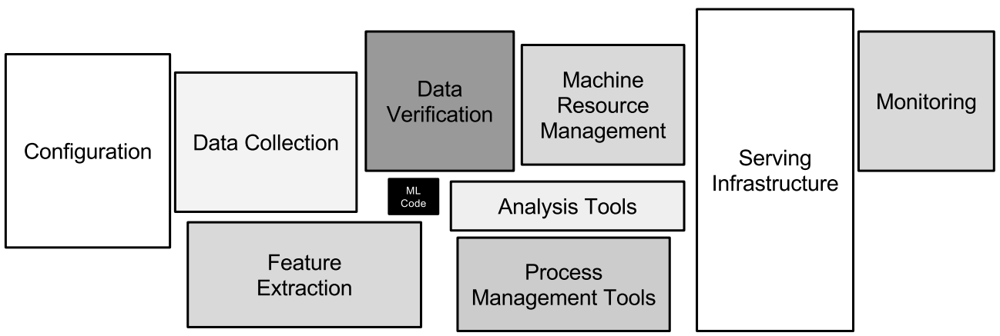 Configuration
Data Collection
Data
Verification
Machine
Resource
Management
Monitoring
Serving
Infrastructure
ML
Code
Analysis Tools
Feature
Extraction
Process
Management Tools